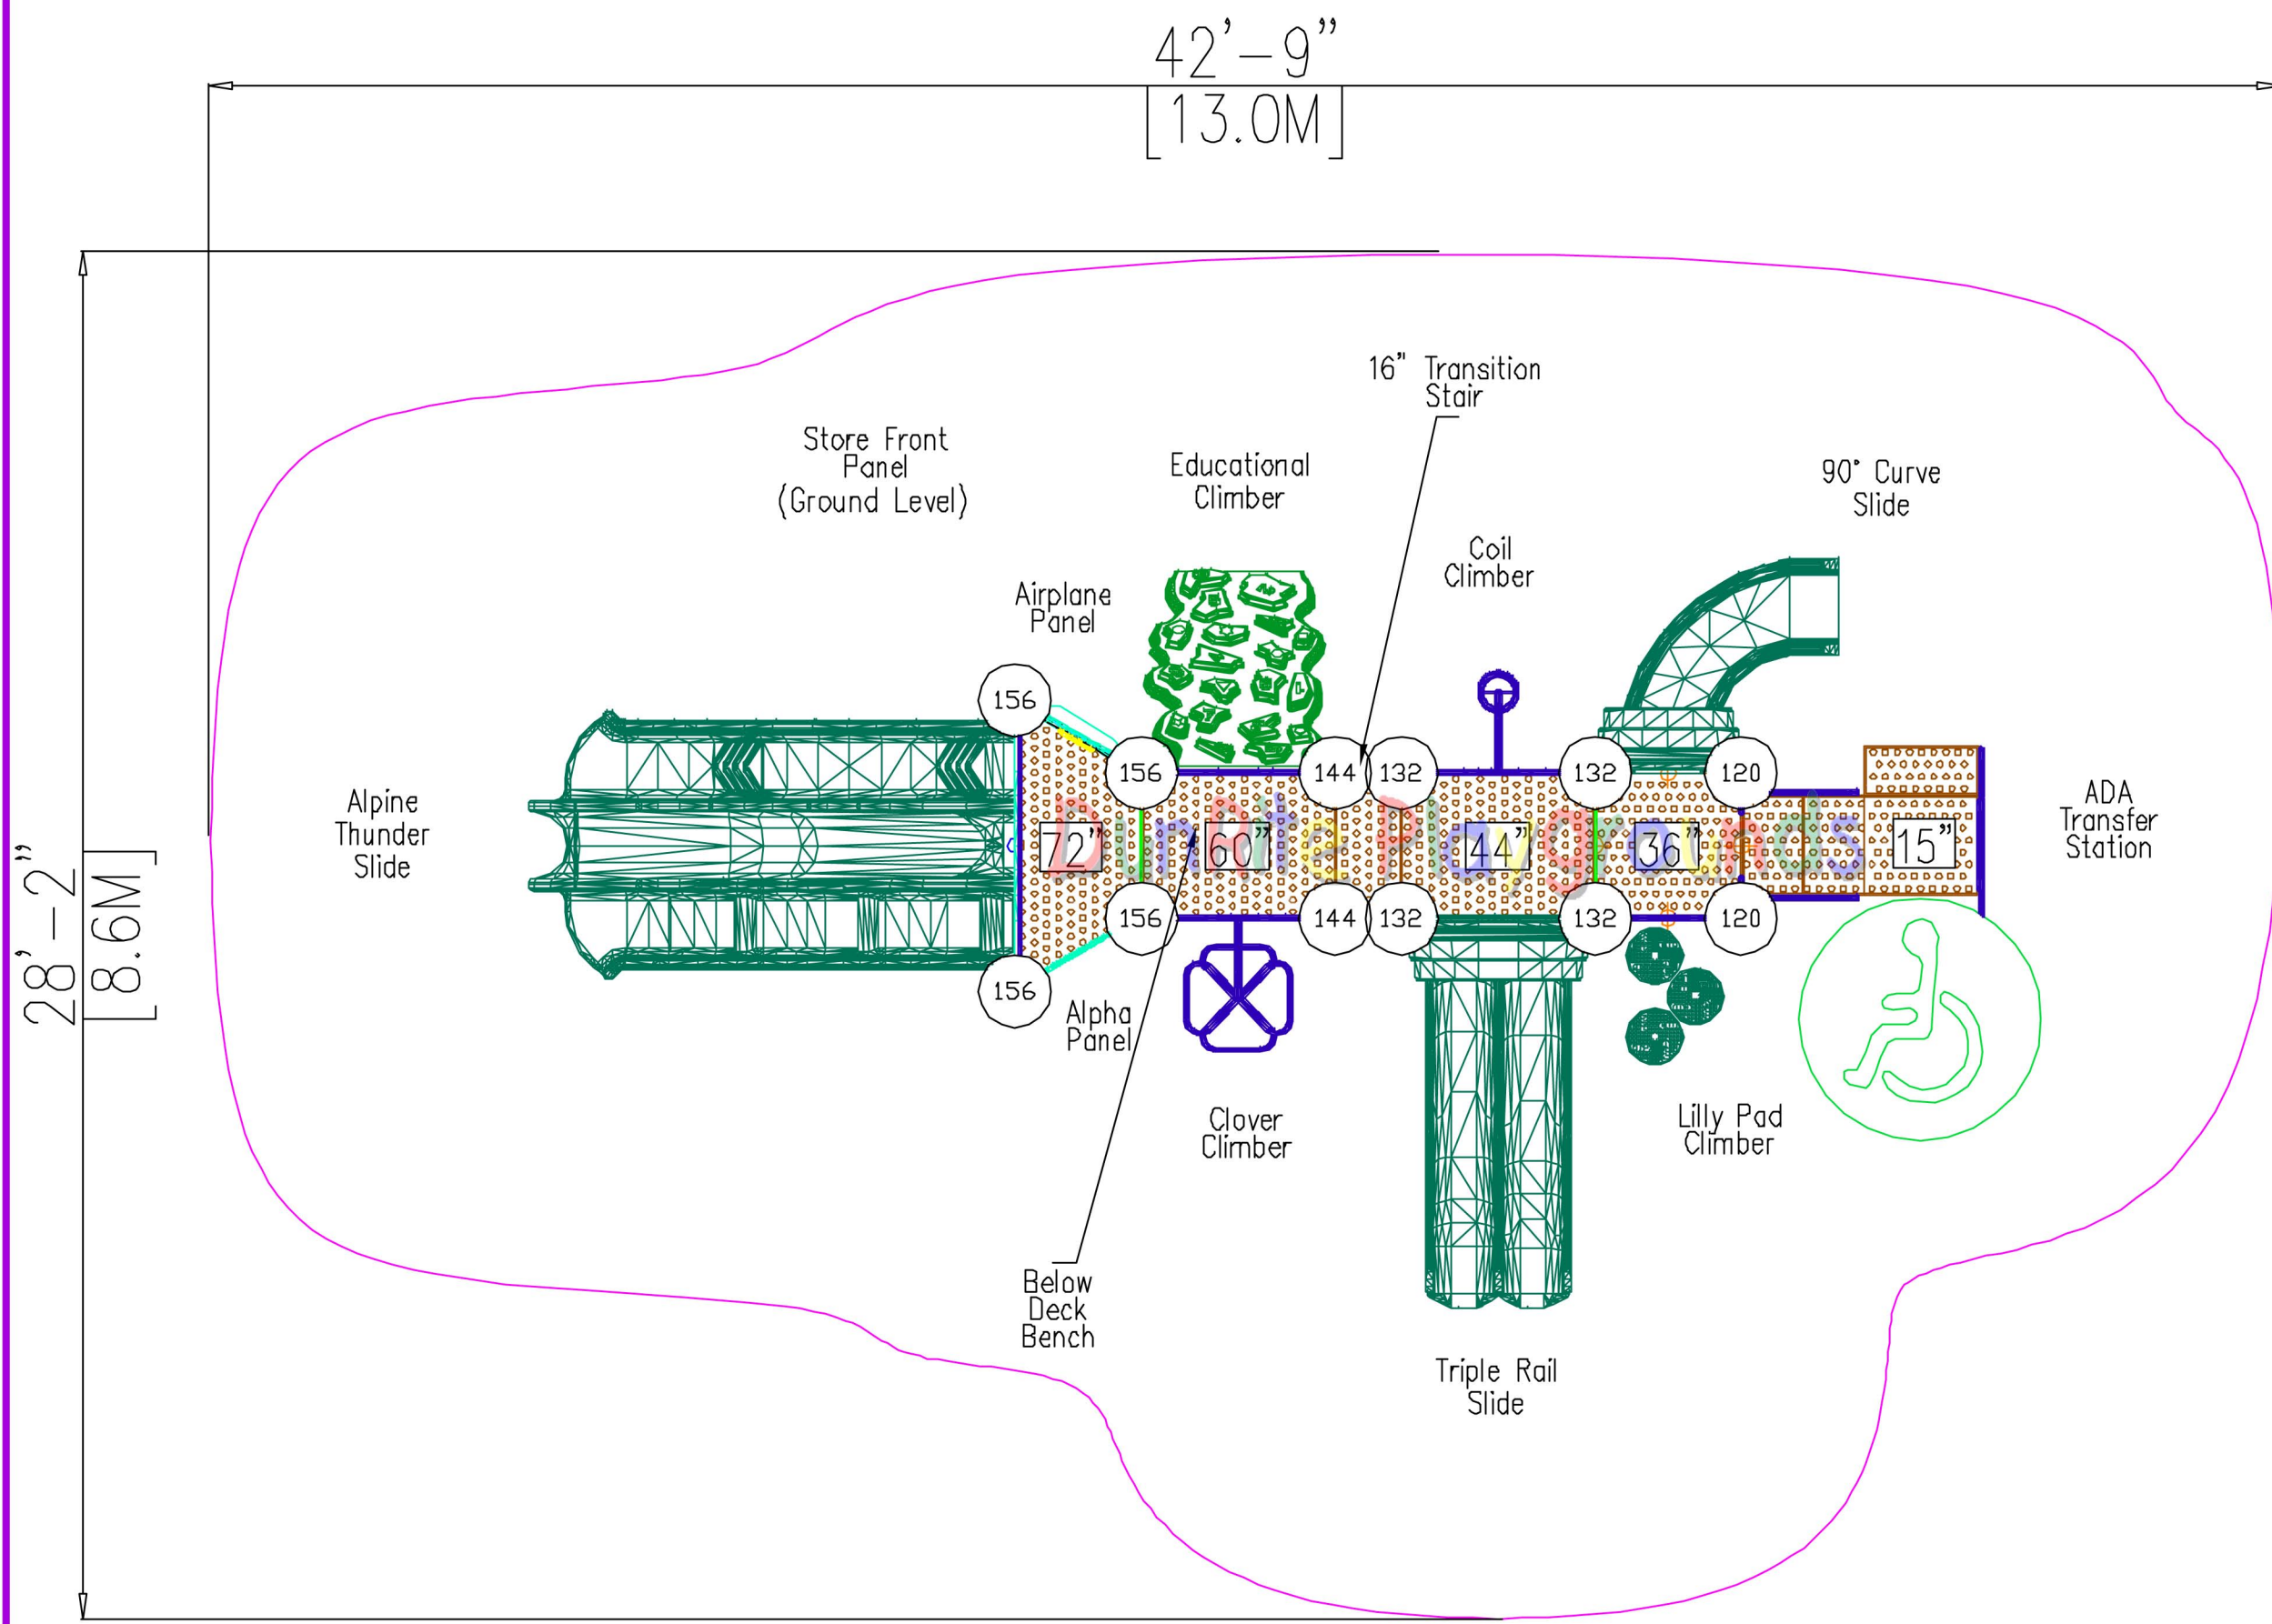 42'-9"
[13.0M]
28'-2"
[8.6M]
16" Transition
Stair
Store Front
Panel
(Ground Level)
Educational
Climber
90° Curve
Slide
Coil
Climber
Airplane
Panel
156
156
144
132
132
120
Alpine
Thunder
Slide
72"
60"
44"
36"
15"
DunRite Playgrounds
ADA
Transfer
Station
156
144
132
132
120
156
Alpha
Panel
Clover
Climber
Lilly Pad
Climber
Below
Deck
Bench
Triple Rail
Slide